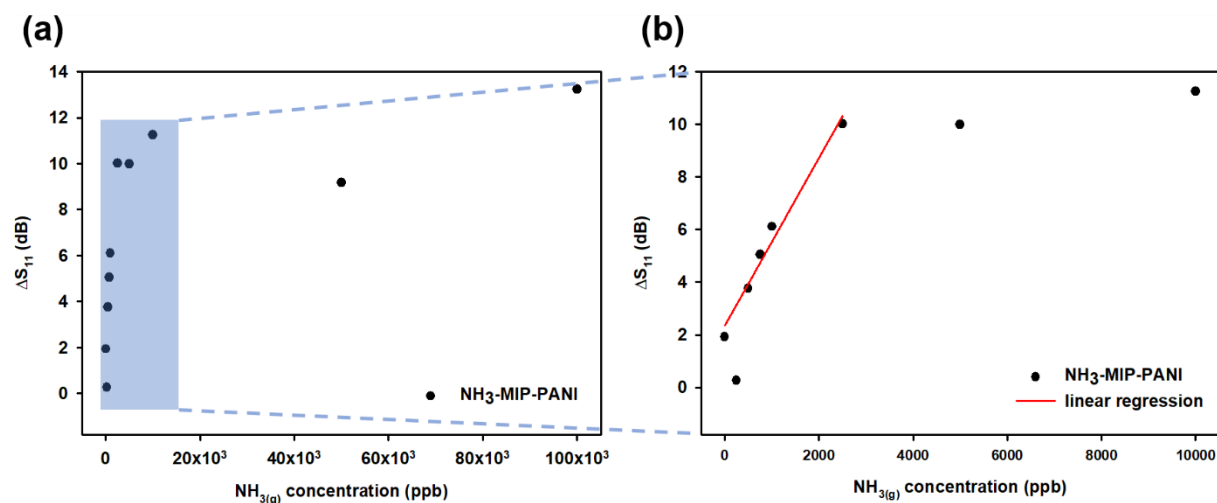 (a)
14
12
10
8
6
4
2
0
ΔS₁₁ (dB)
NH₃-MIP-PANI
0 20x10³ 40x10³ 60x10³ 80x10³ 100x10³
NH₃₍g₎ concentration (ppb)
(b)
12
10
8
6
4
2
0
ΔS₁₁ (dB)
NH₃-MIP-PANI
linear regression
0 2000 4000 6000 8000 10000
NH₃₍g₎ concentration (ppb)